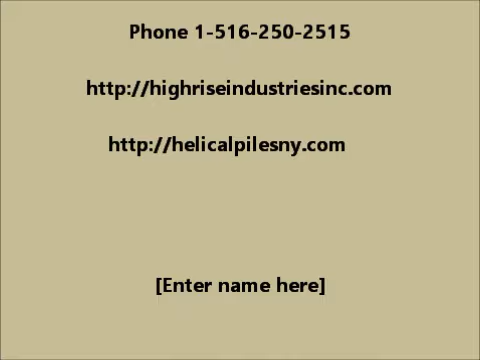 Phone 1-516-250-2515
http://highriseindustriesinc.com
http://helicalpilesny.com
[Enter name here]